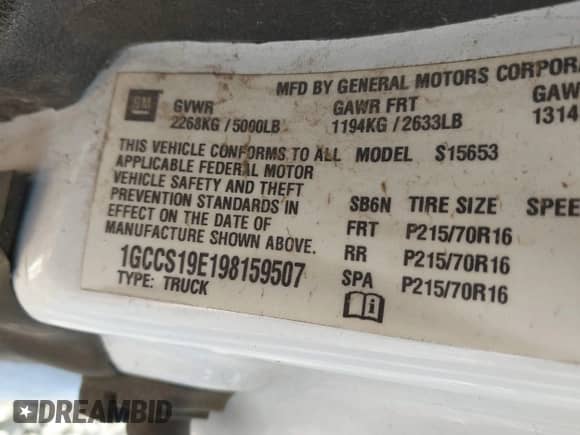 MFD BY GENERAL MOTORS CORPORA
GM
GVWR GAWR FRT GAW
2268KG / 5000LB 1194KG / 2633LB 1314
THIS VEHICLE CONFORMS TO ALL MODEL S15653
APPLICABLE FEDERAL MOTOR
VEHICLE SAFETY AND THEFT
PREVENTION STANDARDS IN SB6N TIRE SIZE SPEE
EFFECT ON THE DATE OF FRT P215/70R16
MANUFACTURE SHOWN ABOVE. RR P215/70R16
1GCCS19E198159507 SPA P215/70R16
TYPE: TRUCK
DREAMBID